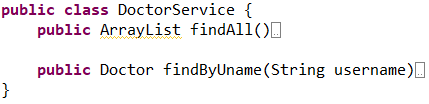 public class DoctorService {
public ArrayList findAll()
public Doctor findByUname(String username)
}